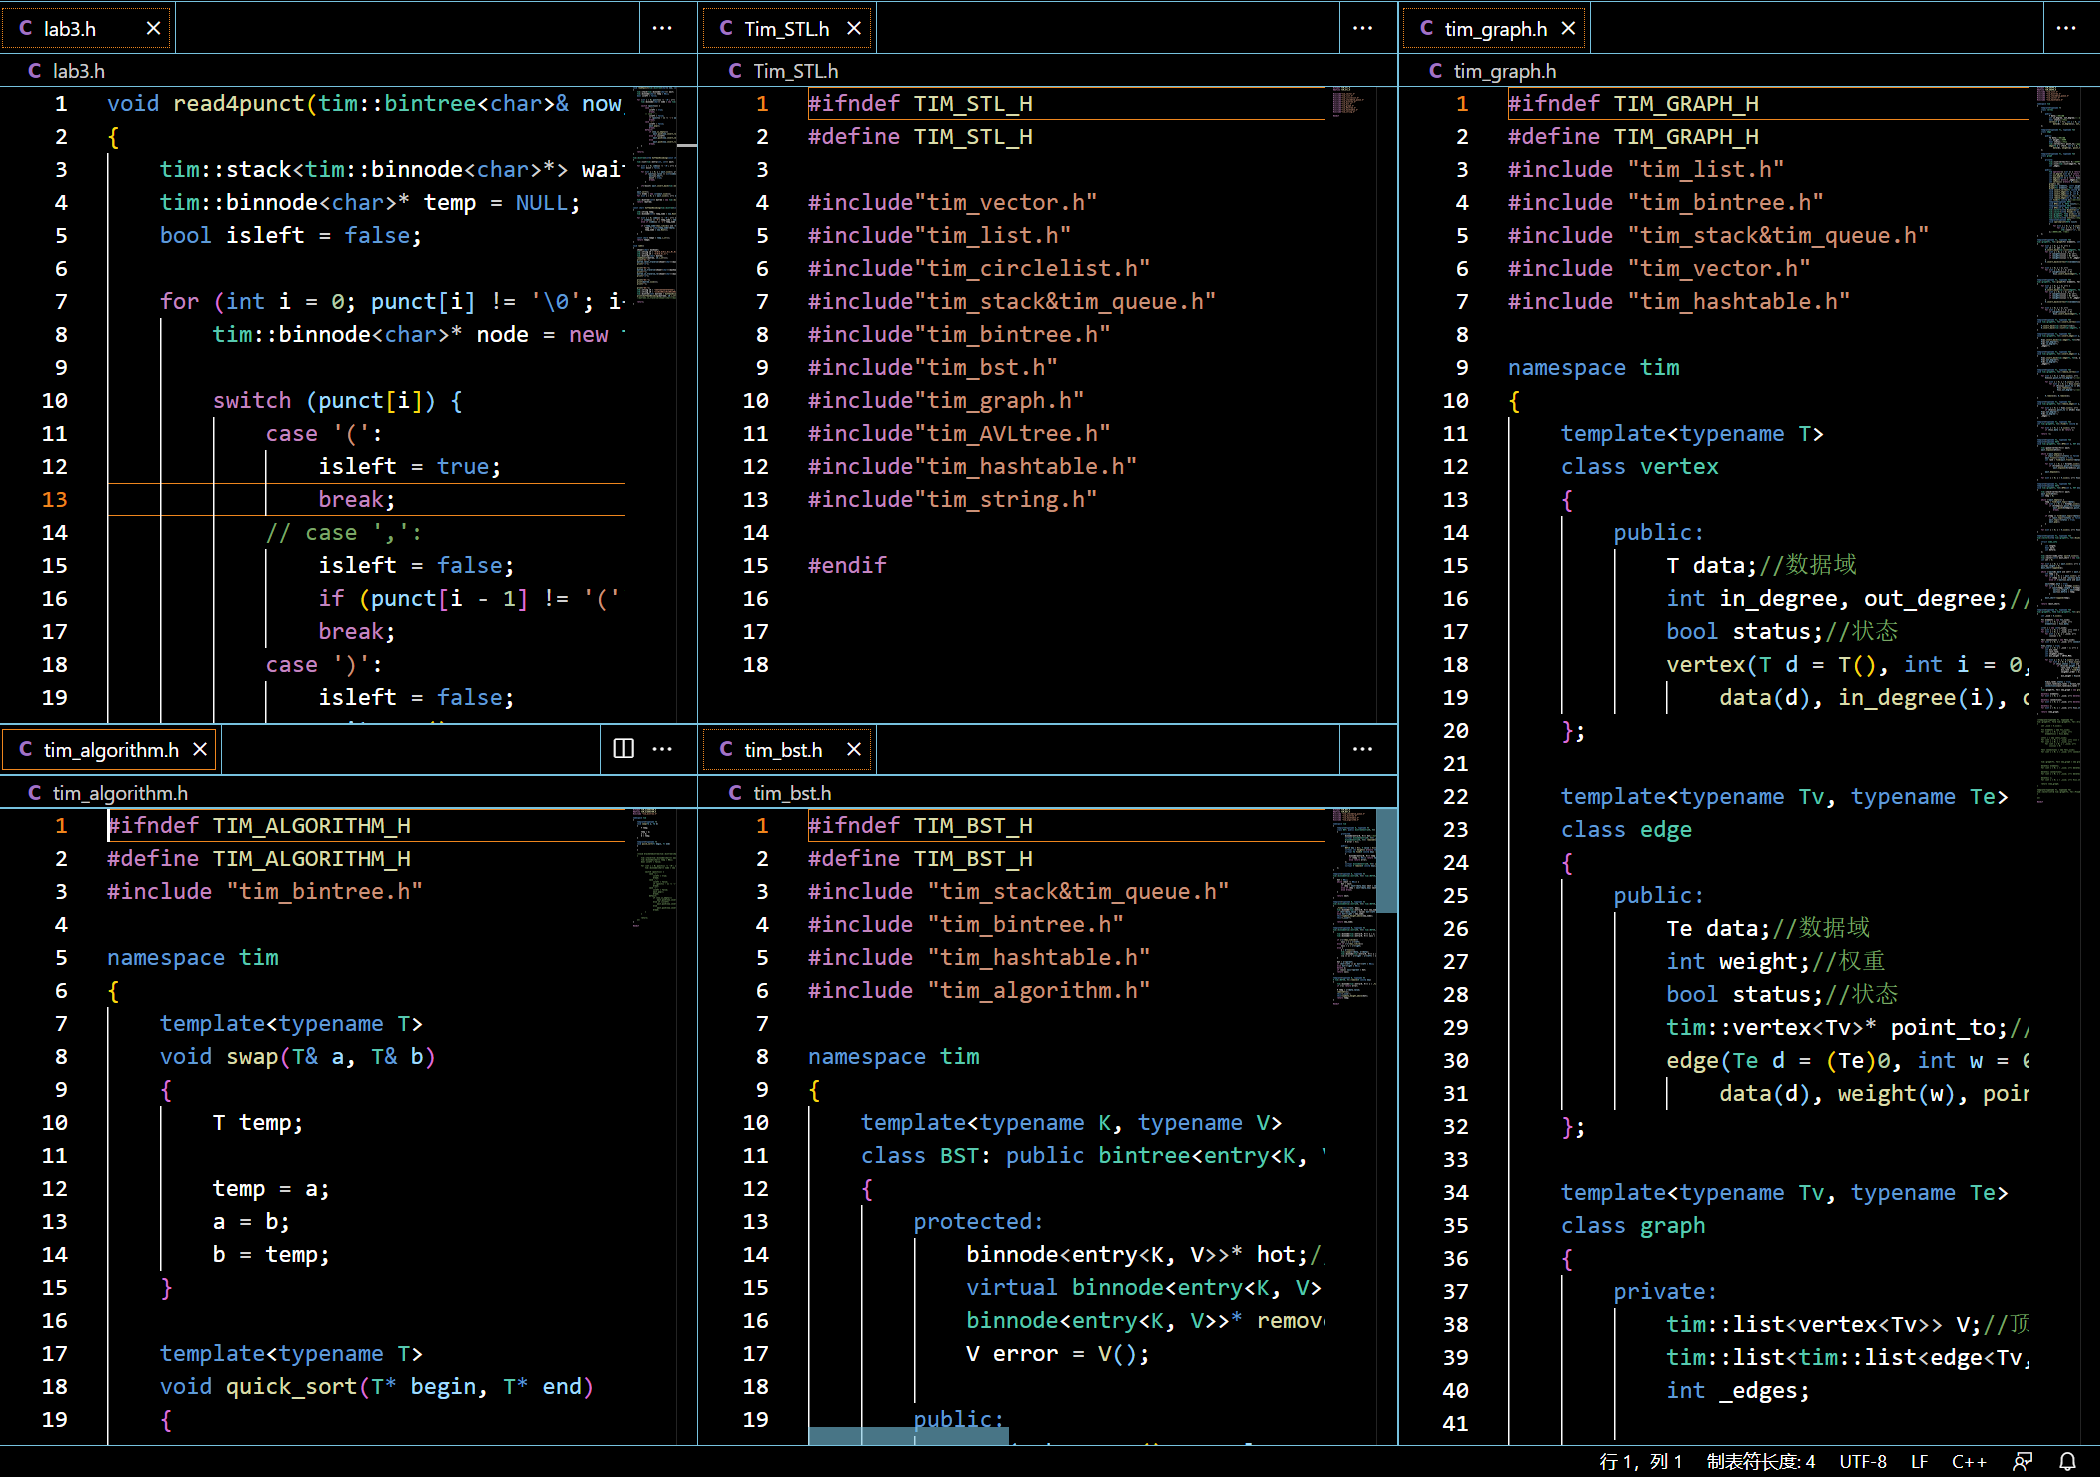 lab3.h
lab3.h
1 void read4punct(tim::bintree<char>& now
2 {
3 tim::stack<tim::binnode<char>*> wait
4 tim::binnode<char>* temp = NULL;
5 bool isleft = false;
6
7 for (int i = 0; punct[i] != '\0'; i
8 tim::binnode<char>* node = new
9
10 switch (punct[i]) {
11 case '(':
12 isleft = true;
13 break;
14 // case ',':
15 isleft = false;
16 if (punct[i - 1] != '('
17 break;
18 case ')':
19 isleft = false;
tim_algorithm.h
tim_algorithm.h
1 #ifndef TIM_ALGORITHM_H
2 #define TIM_ALGORITHM_H
3 #include "tim_bintree.h"
4
5 namespace tim
6 {
7 template<typename T>
8 void swap(T& a, T& b)
9 {
10 T temp;
11
12 temp = a;
13 a = b;
14 b = temp;
15 }
16
17 template<typename T>
18 void quick_sort(T* begin, T* end)
19 {
Tim_STL.h
Tim_STL.h
1 #ifndef TIM_STL_H
2 #define TIM_STL_H
3
4 #include"tim_vector.h"
5 #include"tim_list.h"
6 #include"tim_circlelist.h"
7 #include"tim_stack&tim_queue.h"
8 #include"tim_bintree.h"
9 #include"tim_bst.h"
10 #include"tim_graph.h"
11 #include"tim_AVLtree.h"
12 #include"tim_hashtable.h"
13 #include"tim_string.h"
14
15 #endif
16
17
18
tim_bst.h
tim_bst.h
1 #ifndef TIM_BST_H
2 #define TIM_BST_H
3 #include "tim_stack&tim_queue.h"
4 #include "tim_bintree.h"
5 #include "tim_hashtable.h"
6 #include "tim_algorithm.h"
7
8 namespace tim
9 {
10 template<typename K, typename V>
11 class BST: public bintree<entry<K,
12 {
13 protected:
14 binnode<entry<K, V>>* hot;/
15 virtual binnode<entry<K, V>
16 binnode<entry<K, V>>* remov
17 V error = V();
18
19 public:
tim_graph.h
tim_graph.h
1 #ifndef TIM_GRAPH_H
2 #define TIM_GRAPH_H
3 #include "tim_list.h"
4 #include "tim_bintree.h"
5 #include "tim_stack&tim_queue.h"
6 #include "tim_vector.h"
7 #include "tim_hashtable.h"
8
9 namespace tim
10 {
11 template<typename T>
12 class vertex
13 {
14 public:
15 T data;//数据域
16 int in_degree, out_degree;//
17 bool status;//状态
18 vertex(T d = T(), int i = 0,
19 data(d), in_degree(i),
20 };
21
22 template<typename Tv, typename Te>
23 class edge
24 {
25 public:
26 Te data;//数据域
27 int weight;//权重
28 bool status;//状态
29 tim::vertex<Tv>* point_to;//
30 edge(Te d = (Te)0, int w = 0
31 data(d), weight(w), poin
32 };
33
34 template<typename Tv, typename Te>
35 class graph
36 {
37 private:
38 tim::list<vertex<Tv>> V;//顶
39 tim::list<tim::list<edge<Tv,
40 int _edges;
41
行 1，列 1 制表符长度: 4 UTF-8 LF C++